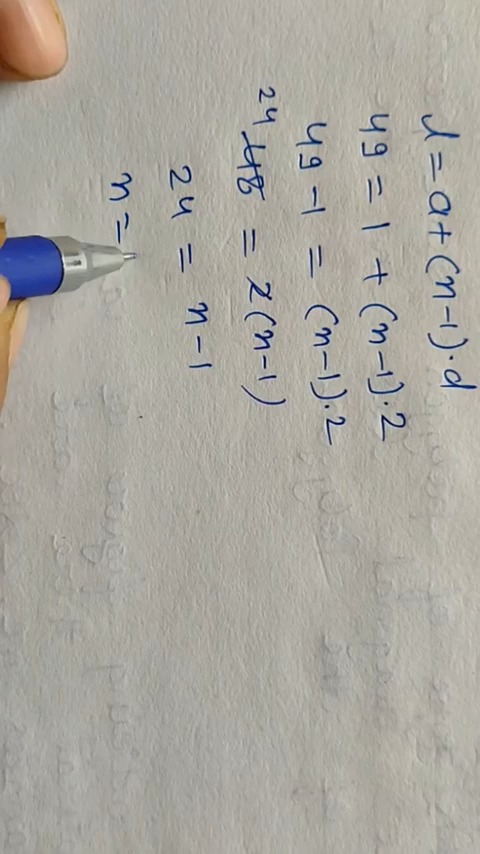 l = a + (n-1).d
49 = 1 + (n-1).2
49 - 1 = (n-1).2
24 48 = 2(n-1)
24 = n - 1
n =